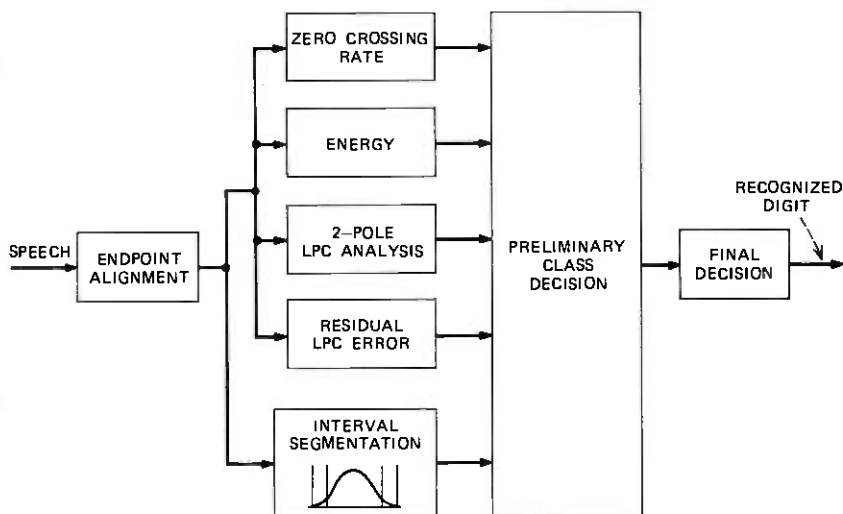 ZERO CROSSING
RATE
ENERGY
2-POLE
LPC ANALYSIS
RESIDUAL
LPC ERROR
INTERVAL
SEGMENTATION
SPEECH
ENDPOINT
ALIGNMENT
PRELIMINARY
CLASS
DECISION
FINAL
DECISION
RECOGNIZED
DIGIT